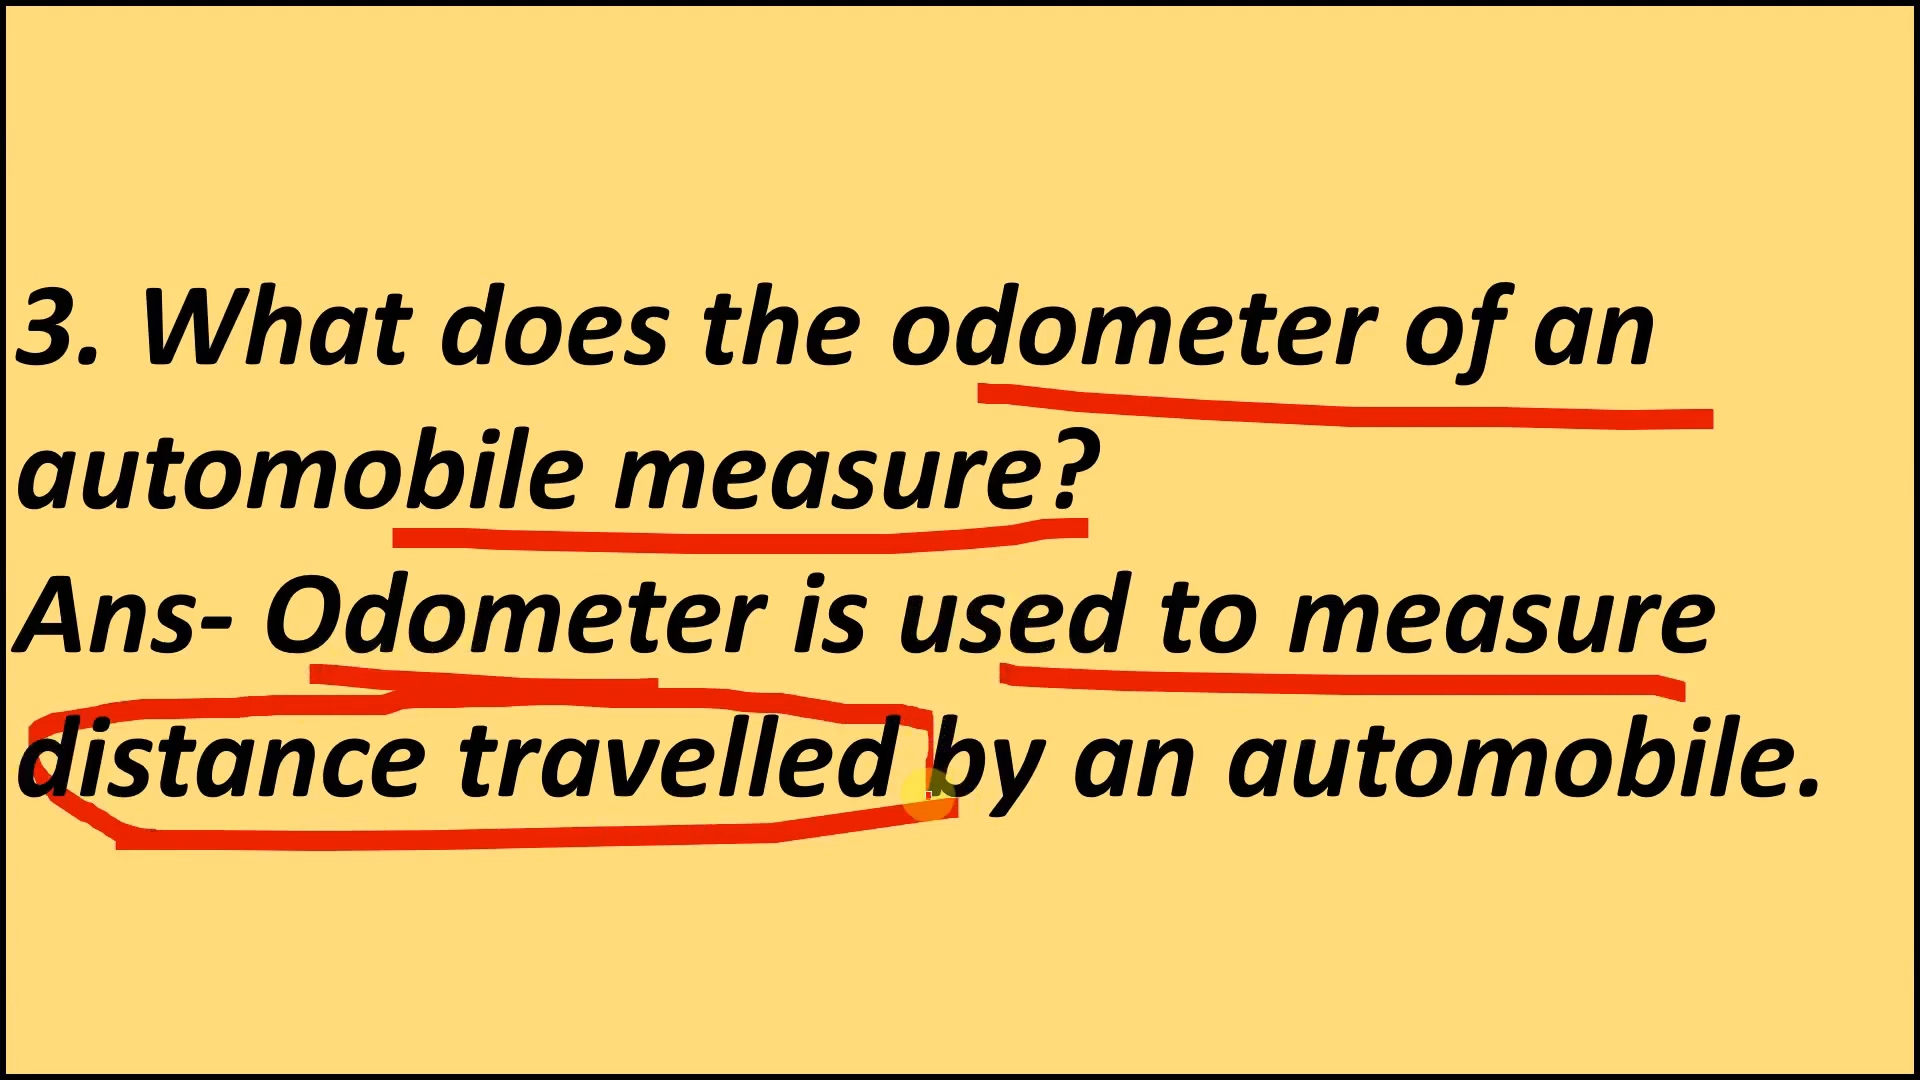 3. What does the odometer of an
automobile measure?
Ans- Odometer is used to measure
distance travelled by an automobile.